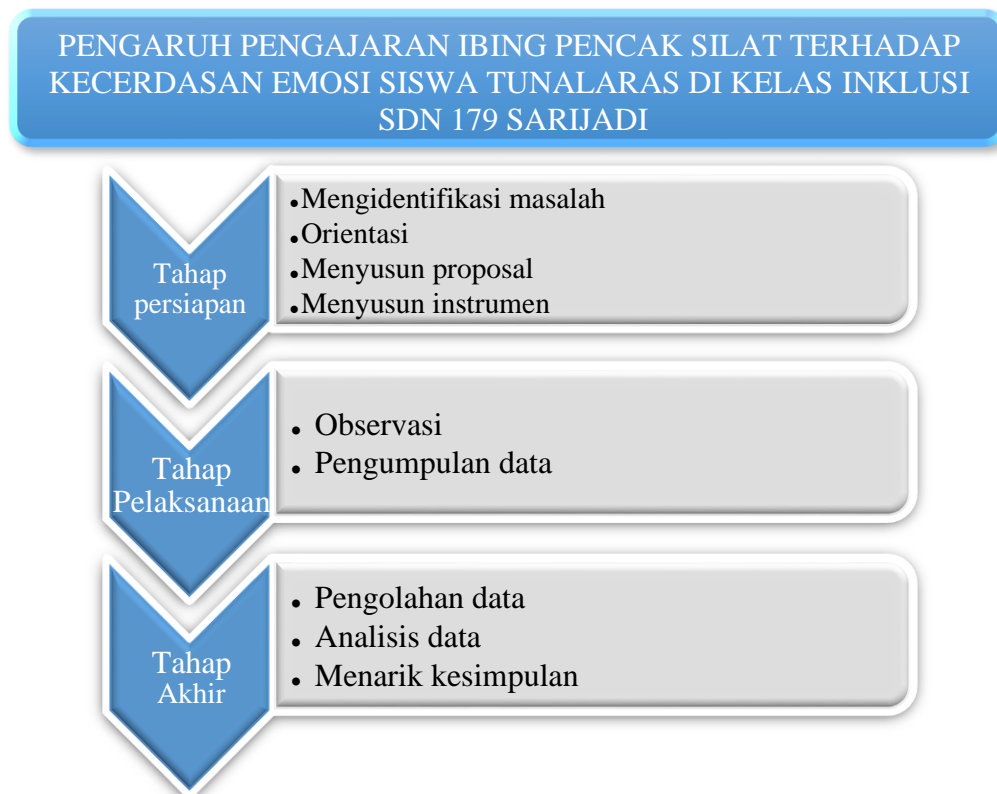 PENGARUH PENGAJARAN IBING PENCAK SILAT TERHADAP
KECERDASAN EMOSI SISWA TUNALARAS DI KELAS INKLUSI
SDN 179 SARIJADI
Tahap
persiapan
•Mengidentifikasi masalah
•Orientasi
•Menyusun proposal
•Menyusun instrumen
Tahap
Pelaksanaan
• Observasi
• Pengumpulan data
Tahap
Akhir
• Pengolahan data
• Analisis data
• Menarik kesimpulan